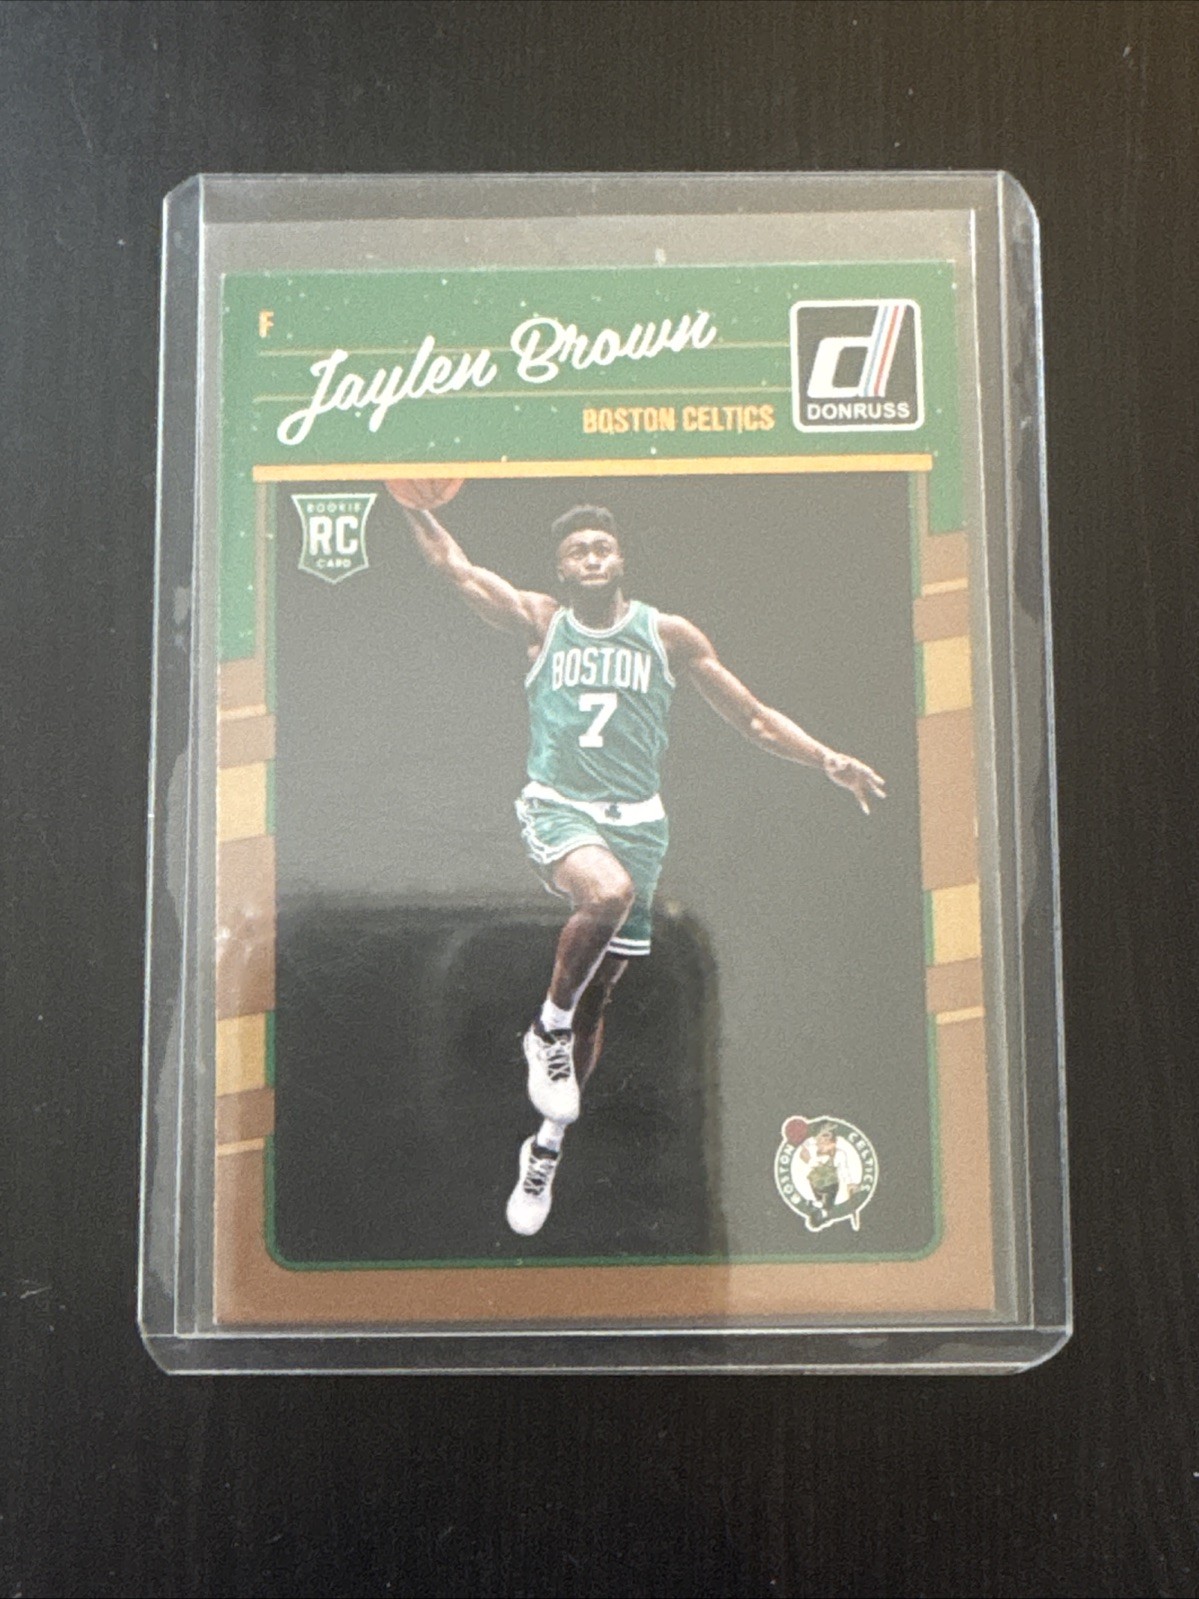 F
Jaylen Brown
BOSTON CELTICS
DONRUSS
ROOKIE
RC
CARD
BOSTON
7
BOSTON CELTICS